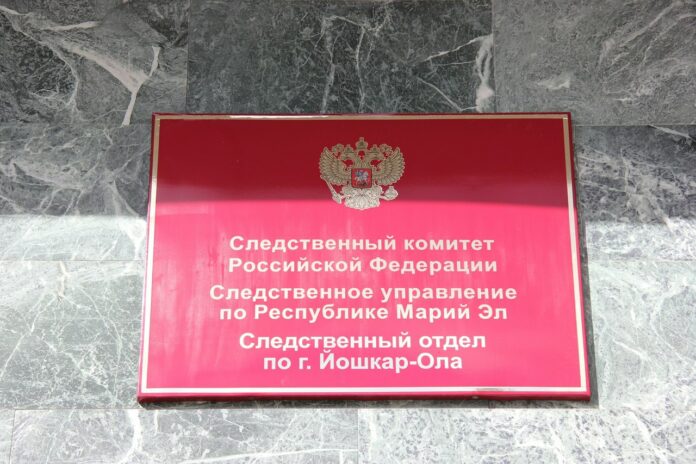 Следственный комитет
Российской Федерации
Следственное управление
по Республике Марий Эл
Следственный отдел
по г. Йошкар-Ола